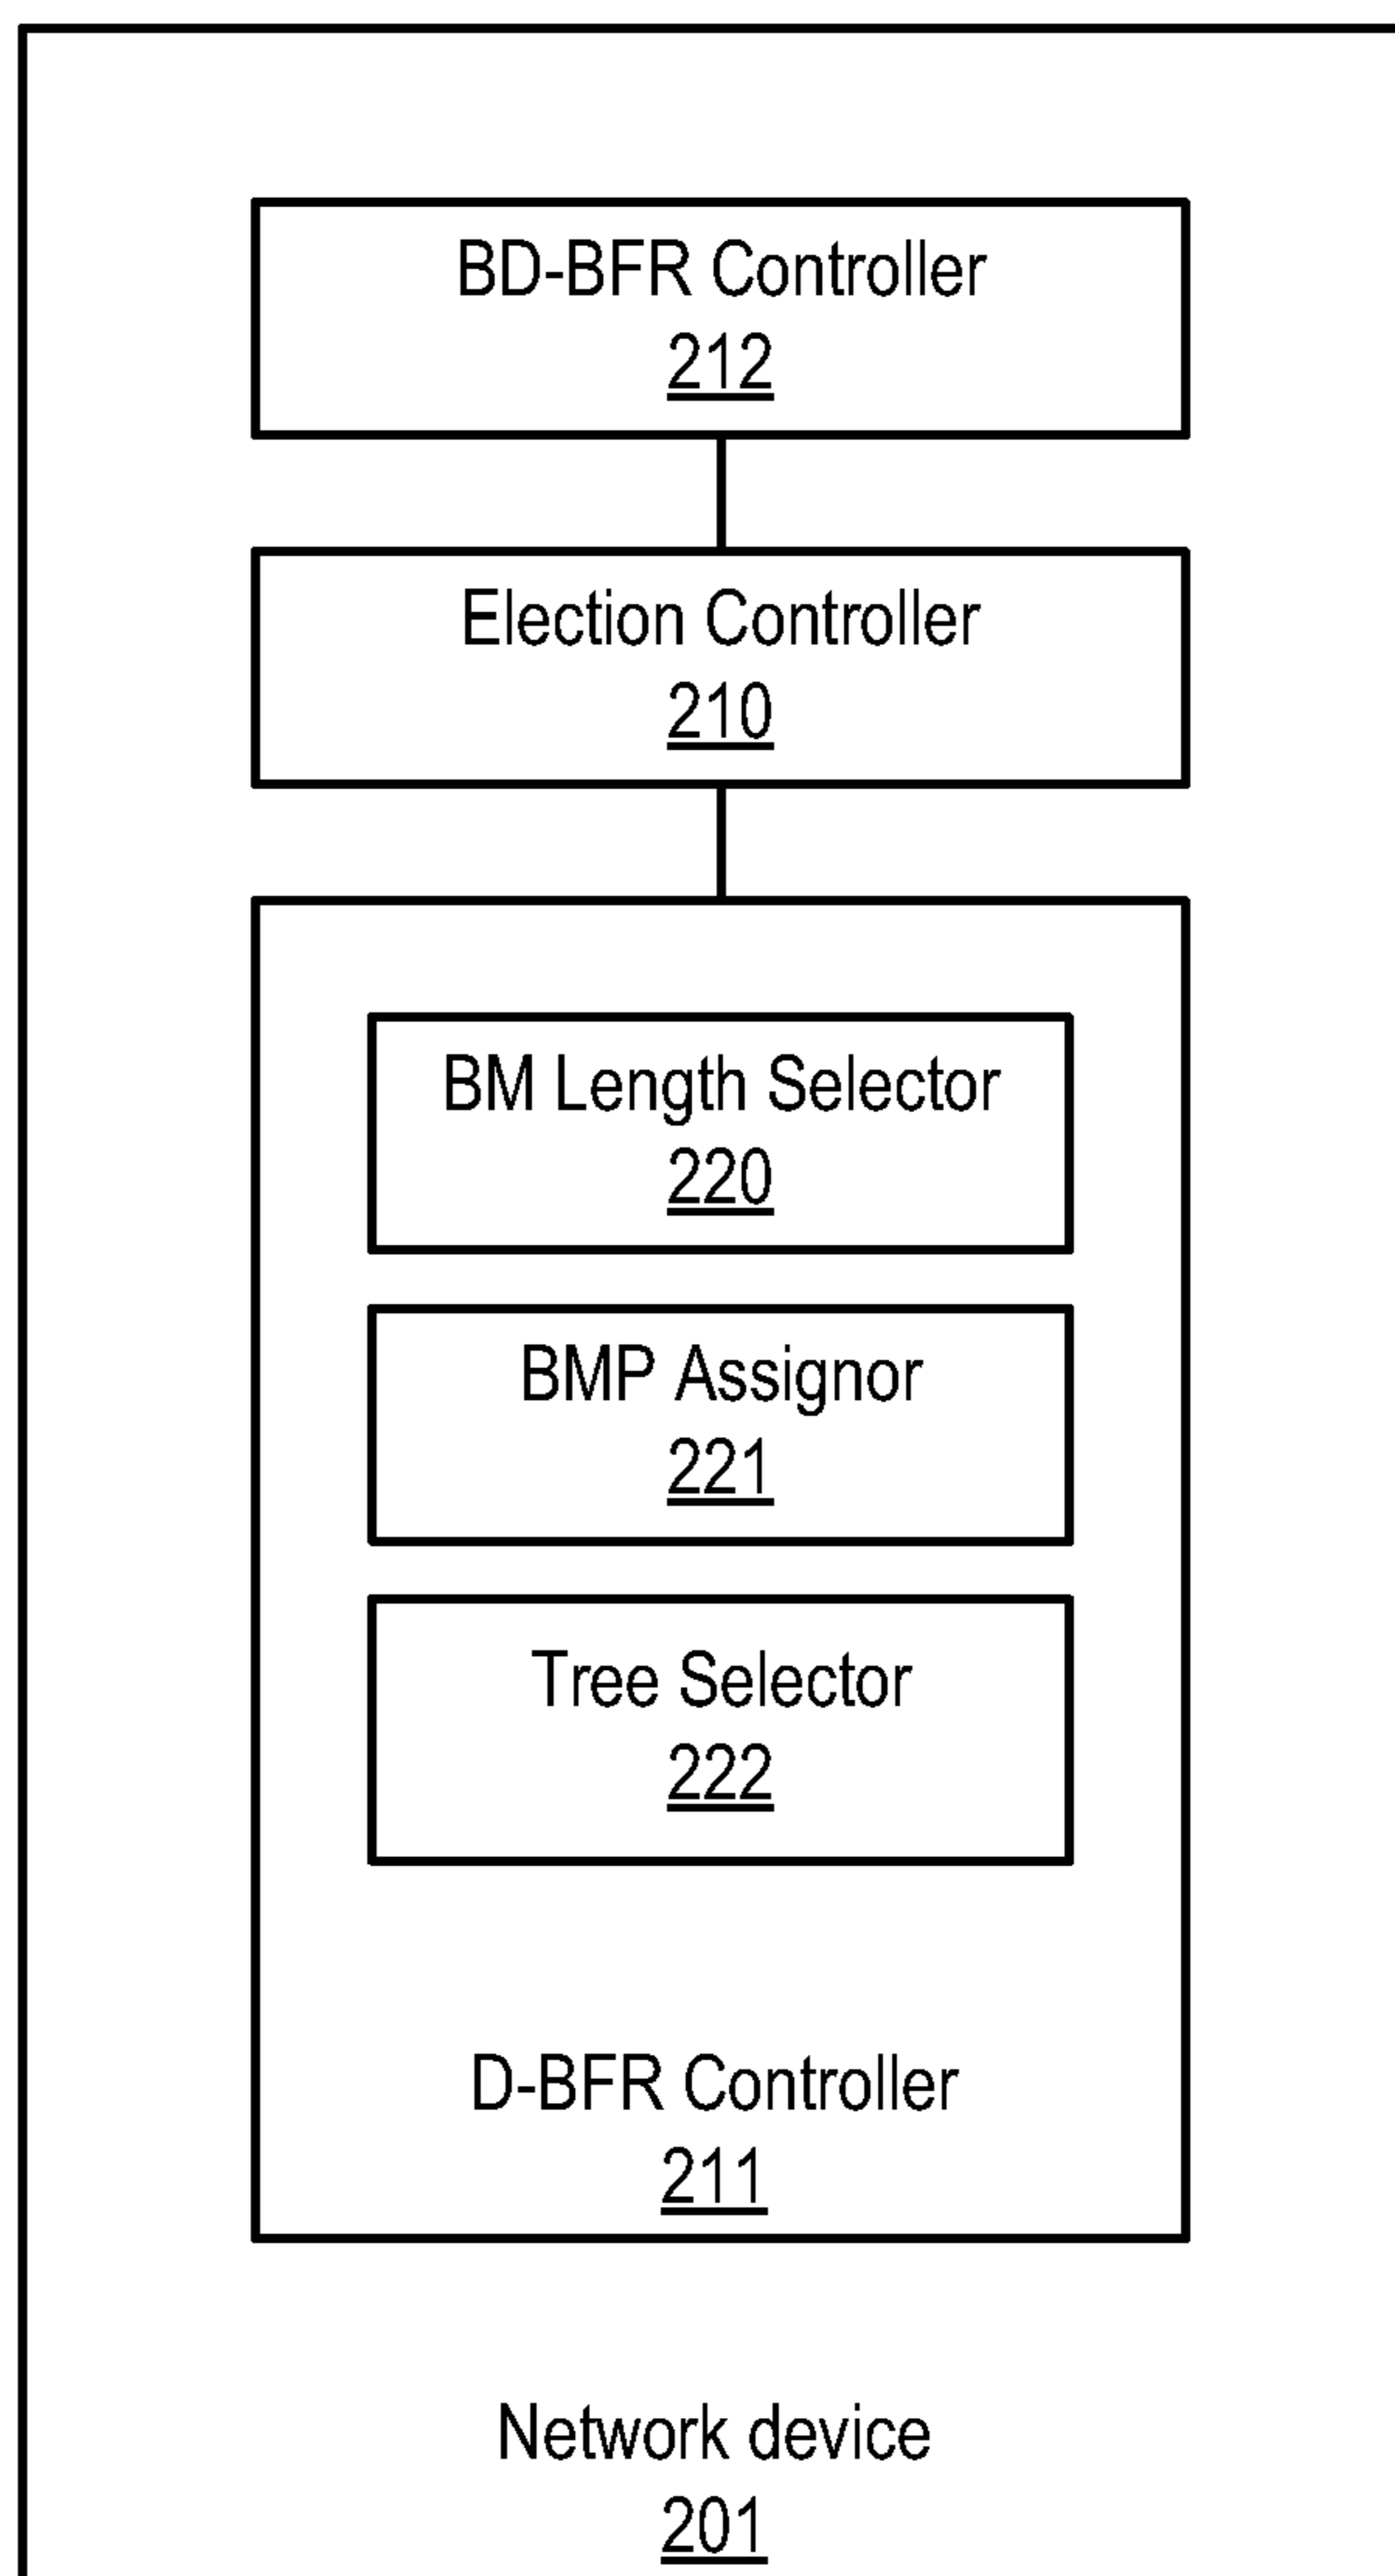 BD-BFR Controller
212
Election Controller
210
BM Length Selector
220
BMP Assignor
221
Tree Selector
222
D-BFR Controller
211
Network device
201